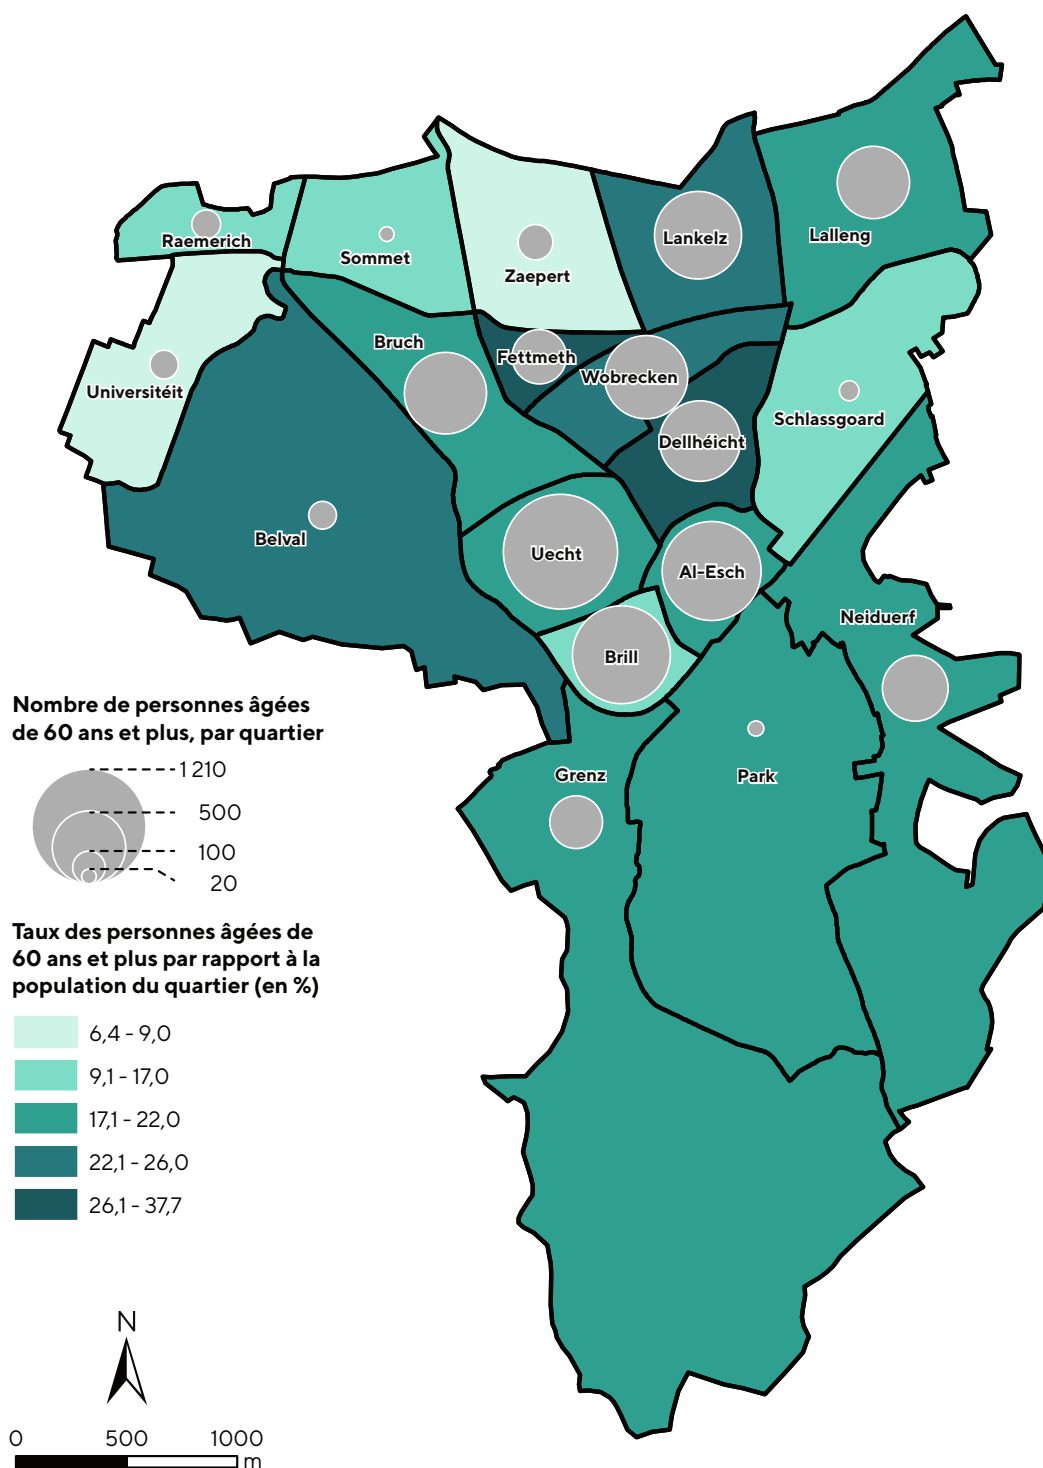 Raemerich
Sommet
Zaepert
Lankelz
Lalleng
Universitéit
Bruch
Fettmeth
Wobrecken
Dellhéicht
Schlassgoard
Belval
Uecht
Al-Esch
Brill
Neiduerf
Grenz
Park
Nombre de personnes âgées
de 60 ans et plus, par quartier
1 210
500
100
20
Taux des personnes âgées de
60 ans et plus par rapport à la
population du quartier (en %)
6,4 - 9,0
9,1 - 17,0
17,1 - 22,0
22,1 - 26,0
26,1 - 37,7
N
0 500 1000
m